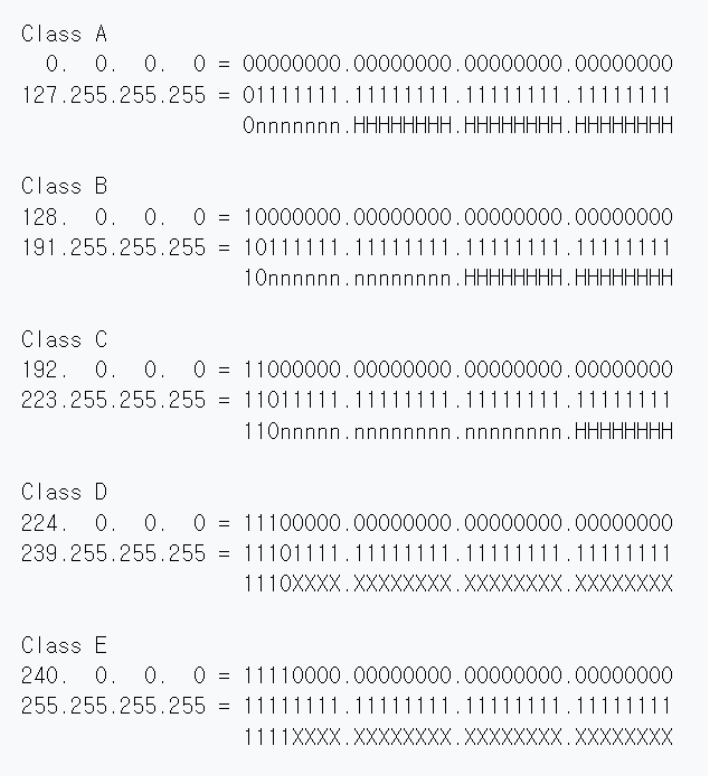 Class A
  0.  0.  0.  0 = 00000000.00000000.00000000.00000000
127.255.255.255 = 01111111.11111111.11111111.11111111
                  0nnnnnnn.HHHHHHHH.HHHHHHHH.HHHHHHHH

Class B
128.  0.  0.  0 = 10000000.00000000.00000000.00000000
191.255.255.255 = 10111111.11111111.11111111.11111111
                  10nnnnnn.nnnnnnnn.HHHHHHHH.HHHHHHHH

Class C
192.  0.  0.  0 = 11000000.00000000.00000000.00000000
223.255.255.255 = 11011111.11111111.11111111.11111111
                  110nnnnn.nnnnnnnn.nnnnnnnn.HHHHHHHH

Class D
224.  0.  0.  0 = 11100000.00000000.00000000.00000000
239.255.255.255 = 11101111.11111111.11111111.11111111
                  1110XXXX.XXXXXXXX.XXXXXXXX.XXXXXXXX

Class E
240.  0.  0.  0 = 11110000.00000000.00000000.00000000
255.255.255.255 = 11111111.11111111.11111111.11111111
                  1111XXXX.XXXXXXXX.XXXXXXXX.XXXXXXXX